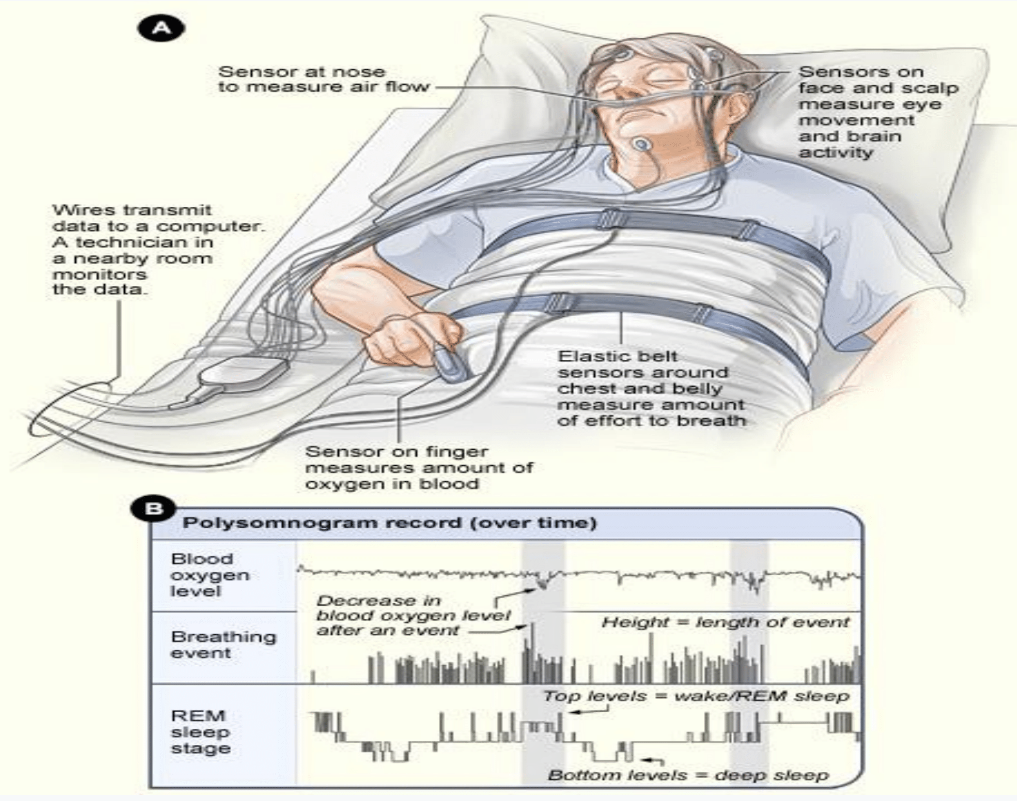 A
Sensor at nose
to measure air flow
Sensors on
face and scalp
measure eye
movement
and brain
activity
Wires transmit
data to a computer.
A technician in
a nearby room
monitors
the data.
Elastic belt
sensors around
chest and belly
measure amount
of effort to breath
Sensor on finger
measures amount of
oxygen in blood
B
Polysomnogram record (over time)
Blood
oxygen
level
Decrease in
blood oxygen level
after an event
Breathing
event
Height = length of event
REM
sleep
stage
Top levels = wake/REM sleep
Bottom levels = deep sleep